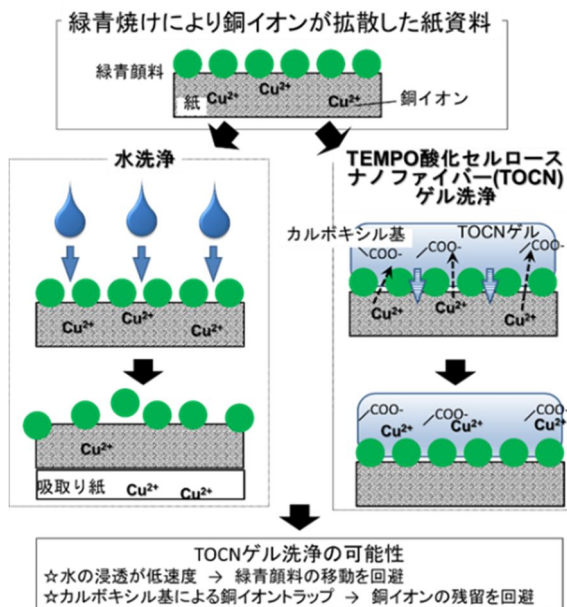 緑青焼けにより銅イオンが拡散した紙資料
緑青顔料
紙
Cu²⁺
Cu²⁺
Cu²⁺
銅イオン
水洗浄
Cu²⁺
Cu²⁺
Cu²⁺
Cu²⁺
吸取り紙
Cu²⁺
Cu²⁺
TEMPO酸化セルロース
ナノファイバー(TOCN)
ゲル洗浄
カルボキシル基
TOCNゲル
COO-
COO-
COO-
Cu²⁺
Cu²⁺
Cu²⁺
COO-
COO-
COO-
Cu²⁺
Cu²⁺
Cu²⁺
TOCNゲル洗浄の可能性
☆水の浸透が低速度 → 緑青顔料の移動を回避
☆カルボキシル基による銅イオントラップ → 銅イオンの残留を回避